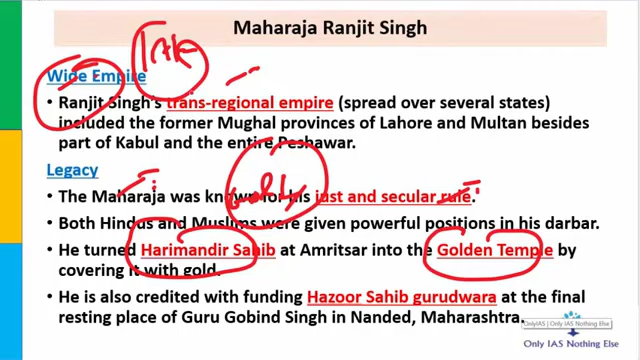 Maharaja Ranjit Singh
Wide Empire
• Ranjit Singh's trans-regional empire (spread over several states)
included the former Mughal provinces of Lahore and Multan besides
part of Kabul and the entire Peshawar.
Legacy
• The Maharaja was known for his just and secular rule.
• Both Hindus and Muslims were given powerful positions in his darbar.
• He turned Harimandir Sahib at Amritsar into the Golden Temple by
covering it with gold.
• He is also credited with funding Hazoor Sahib gurudwara at the final
resting place of Guru Gobind Singh in Nanded, Maharashtra.
OnlyIAS | Only IAS Nothing Else
Only IAS Nothing Else